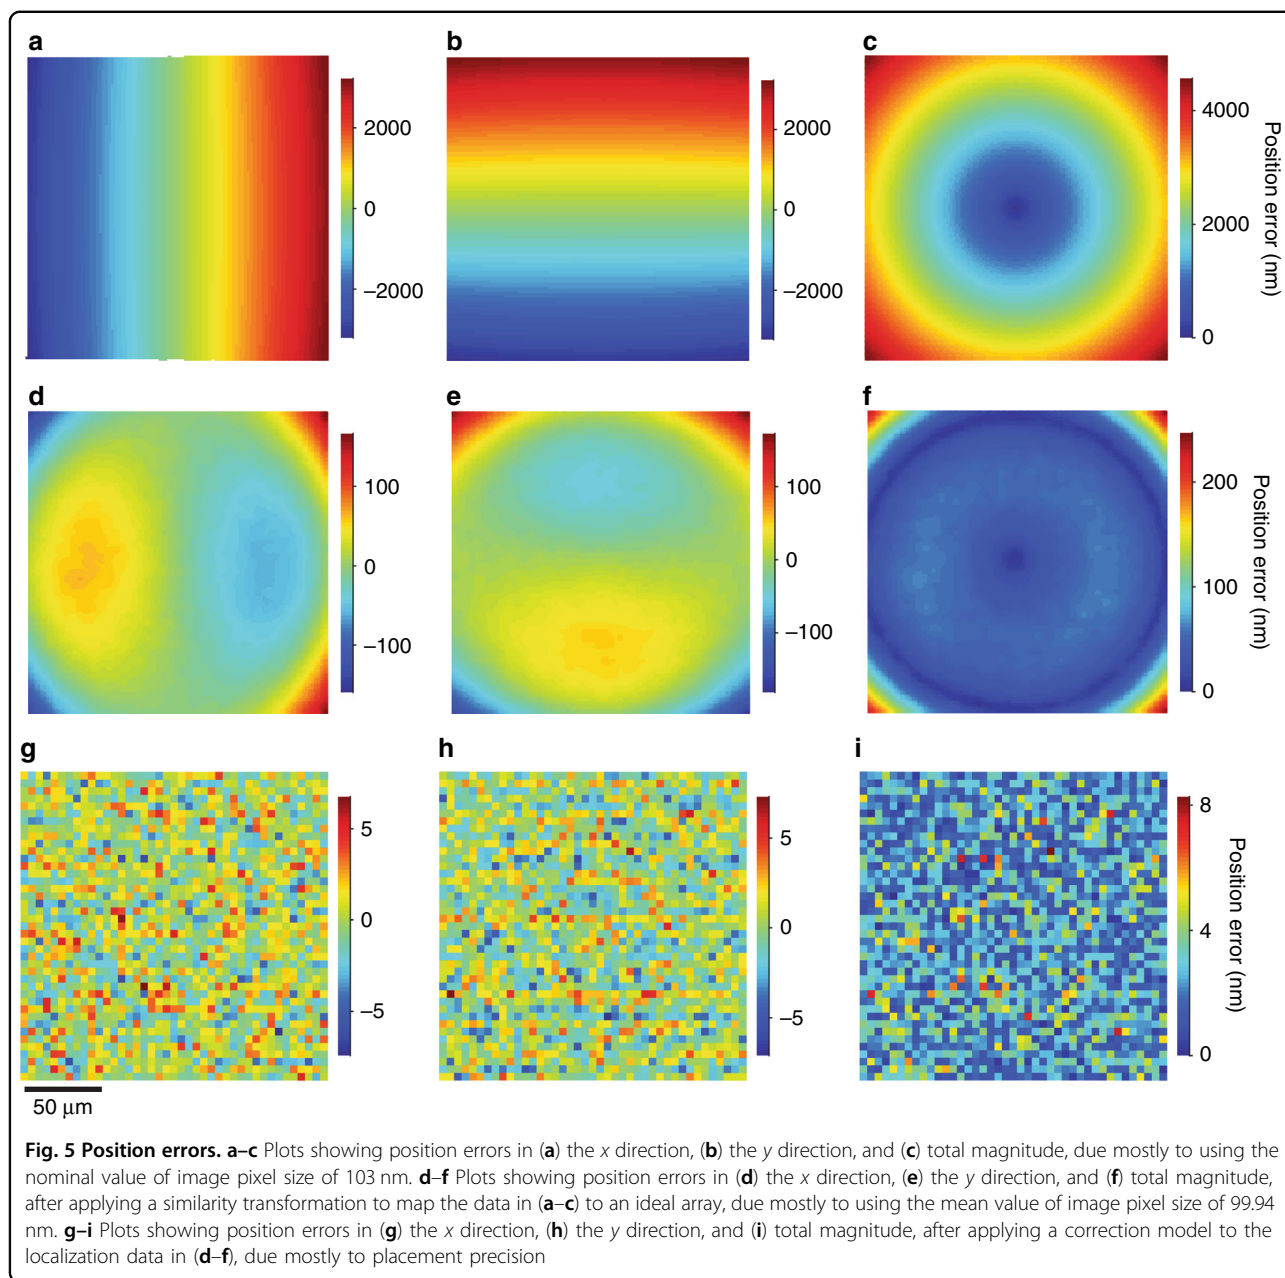 a
b
c
2000
0
−2000
2000
0
−2000
4000
2000
0
Position error (nm)
d
e
f
100
0
−100
100
0
−100
200
100
0
Position error (nm)
g
h
i
5
0
−5
5
0
−5
8
4
0
Position error (nm)
50 μm
Fig. 5 Position errors. a–c Plots showing position errors in (a) the x direction, (b) the y direction, and (c) total magnitude, due mostly to using the
nominal value of image pixel size of 103 nm. d–f Plots showing position errors in (d) the x direction, (e) the y direction, and (f) total magnitude,
after applying a similarity transformation to map the data in (a–c) to an ideal array, due mostly to using the mean value of image pixel size of 99.94
nm. g–i Plots showing position errors in (g) the x direction, (h) the y direction, and (i) total magnitude, after applying a correction model to the
localization data in (d–f), due mostly to placement precision